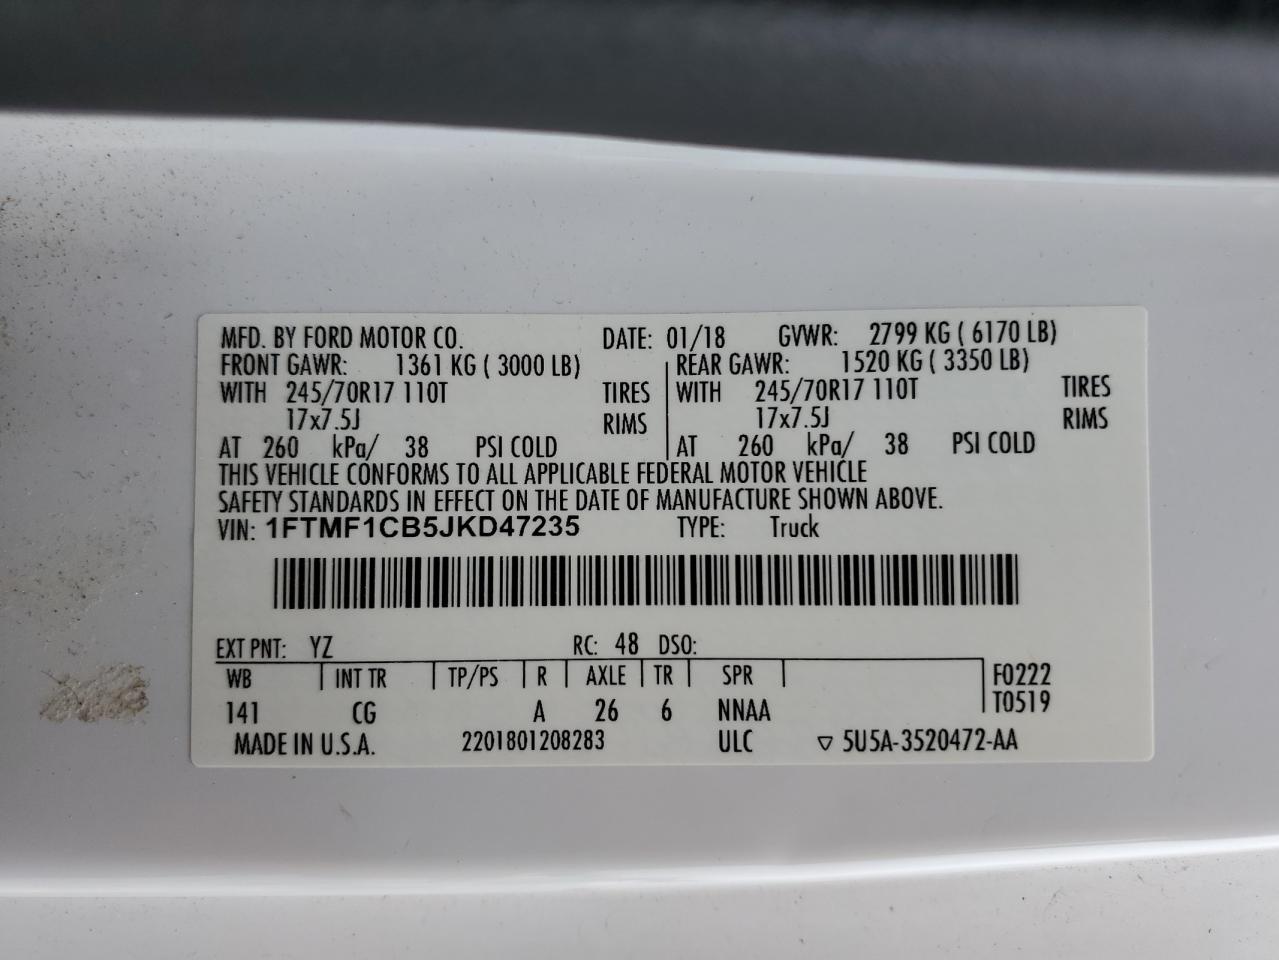 MFD. BY FORD MOTOR CO. DATE: 01/18 GVWR: 2799 KG ( 6170 LB)
FRONT GAWR: 1361 KG ( 3000 LB) REAR GAWR: 1520 KG ( 3350 LB)
WITH 245/70R17 110T TIRES WITH 245/70R17 110T TIRES
17x7.5J RIMS 17x7.5J RIMS
AT 260 kPa/ 38 PSI COLD AT 260 kPa/ 38 PSI COLD
THIS VEHICLE CONFORMS TO ALL APPLICABLE FEDERAL MOTOR VEHICLE
SAFETY STANDARDS IN EFFECT ON THE DATE OF MANUFACTURE SHOWN ABOVE.
VIN: 1FTMF1CB5JKD47235 TYPE: Truck
EXT PNT: YZ RC: 48 DSO:
WB INT TR TP/PS R AXLE TR SPR F0222
141 CG A 26 6 NNAA T0519
MADE IN U.S.A. 2201801208283 ULC ▽ 5U5A-3520472-AA